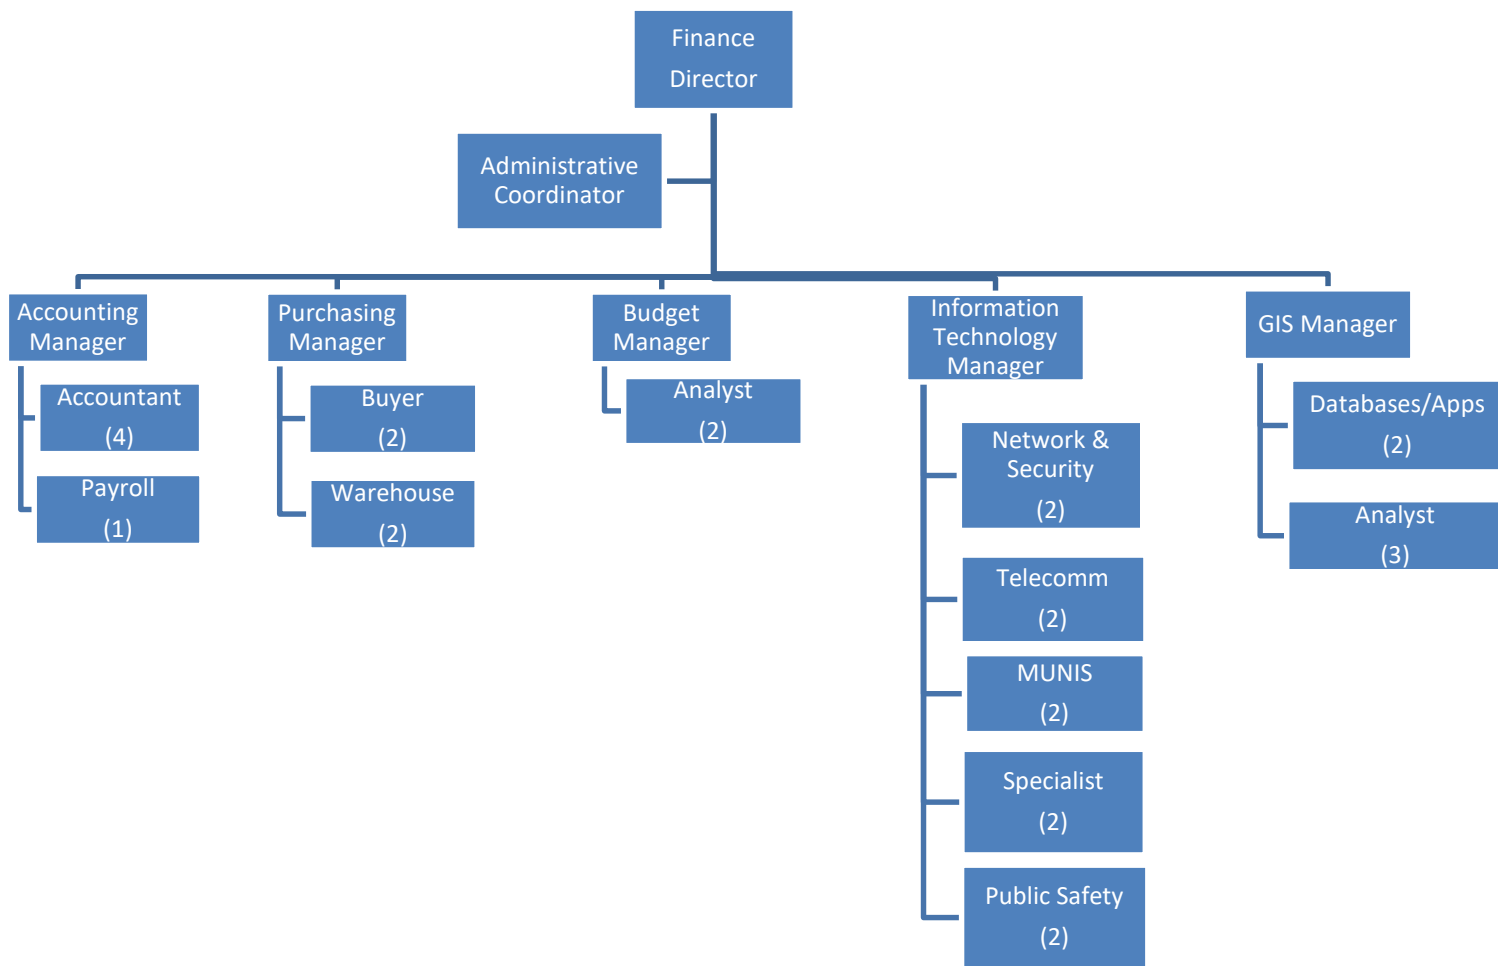 Finance
Director
Administrative
Coordinator
Accounting
Manager
Accountant
(4)
Payroll
(1)
Purchasing
Manager
Buyer
(2)
Warehouse
(2)
Budget
Manager
Analyst
(2)
Information
Technology
Manager
Network &
Security
(2)
Telecomm
(2)
MUNIS
(2)
Specialist
(2)
Public Safety
(2)
GIS Manager
Databases/Apps
(2)
Analyst
(3)